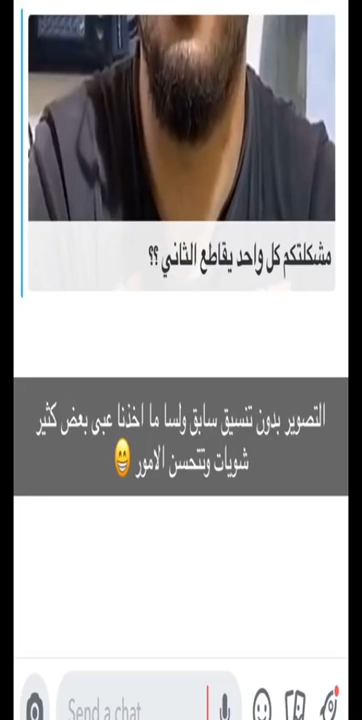 مشكلتكم كل واحد يقاطع الثاني ؟؟
التصوير بدون تنسيق سابق ولسا ما اخذنا عبى بعض كثير
شويات وتتحسن الامور 😁
Send a chat